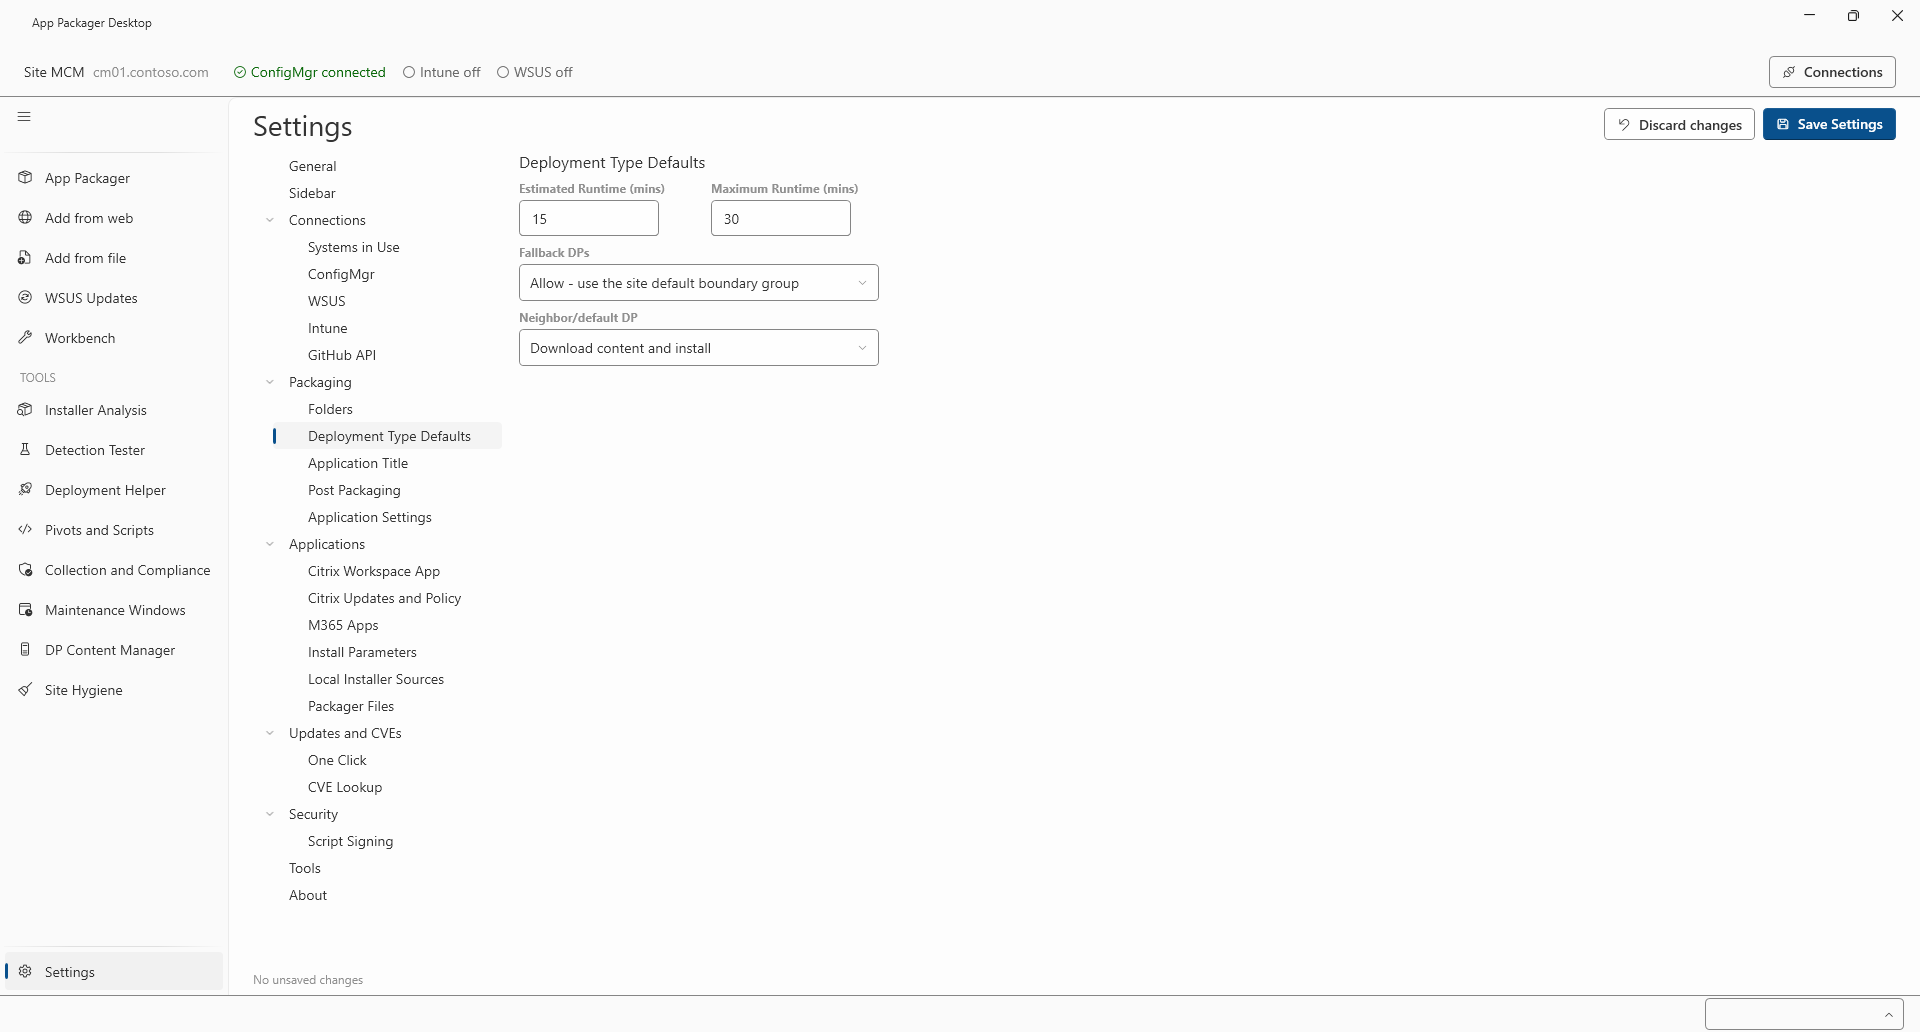 App Packager Desktop
Site MCM cm01.contoso.com ConfigMgr connected Intune off WSUS off Connections
Settings
Discard changes Save Settings
App Packager
Add from web
Add from file
WSUS Updates
Workbench
TOOLS
Installer Analysis
Detection Tester
Deployment Helper
Pivots and Scripts
Collection and Compliance
Maintenance Windows
DP Content Manager
Site Hygiene
Settings
General
Sidebar
Connections
Systems in Use
ConfigMgr
WSUS
Intune
GitHub API
Packaging
Folders
Deployment Type Defaults
Application Title
Post Packaging
Application Settings
Applications
Citrix Workspace App
Citrix Updates and Policy
M365 Apps
Install Parameters
Local Installer Sources
Packager Files
Updates and CVEs
One Click
CVE Lookup
Security
Script Signing
Tools
About
Deployment Type Defaults
Estimated Runtime (mins) Maximum Runtime (mins)
15 30
Fallback DPs
Allow - use the site default boundary group
Neighbor/default DP
Download content and install
No unsaved changes